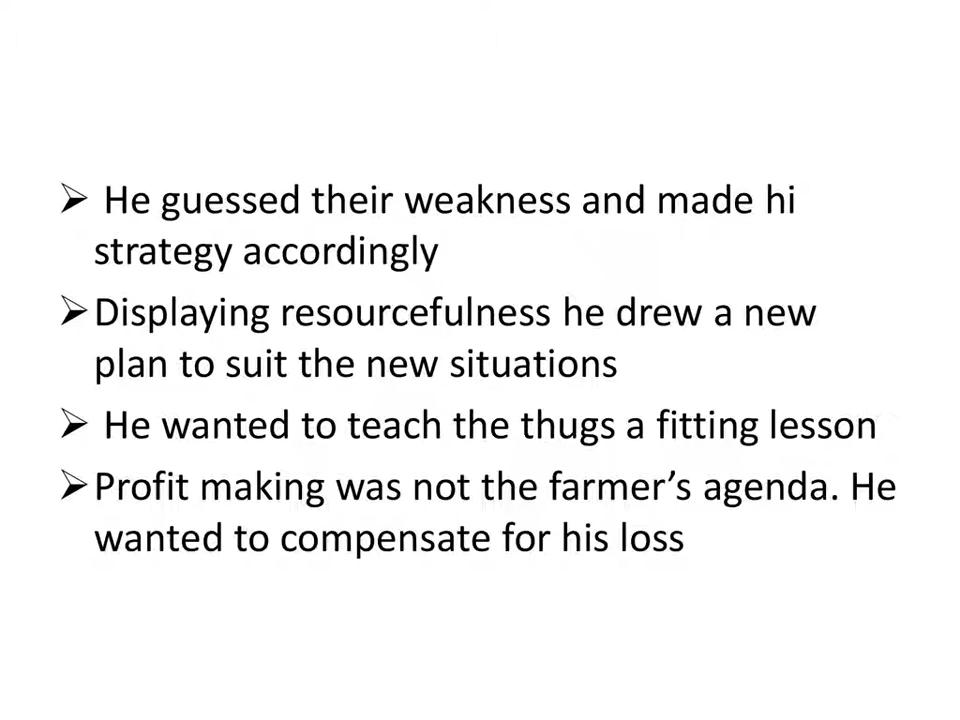 ➢ He guessed their weakness and made hi
strategy accordingly
➢ Displaying resourcefulness he drew a new
plan to suit the new situations
➢ He wanted to teach the thugs a fitting lesson
➢ Profit making was not the farmer’s agenda. He
wanted to compensate for his loss